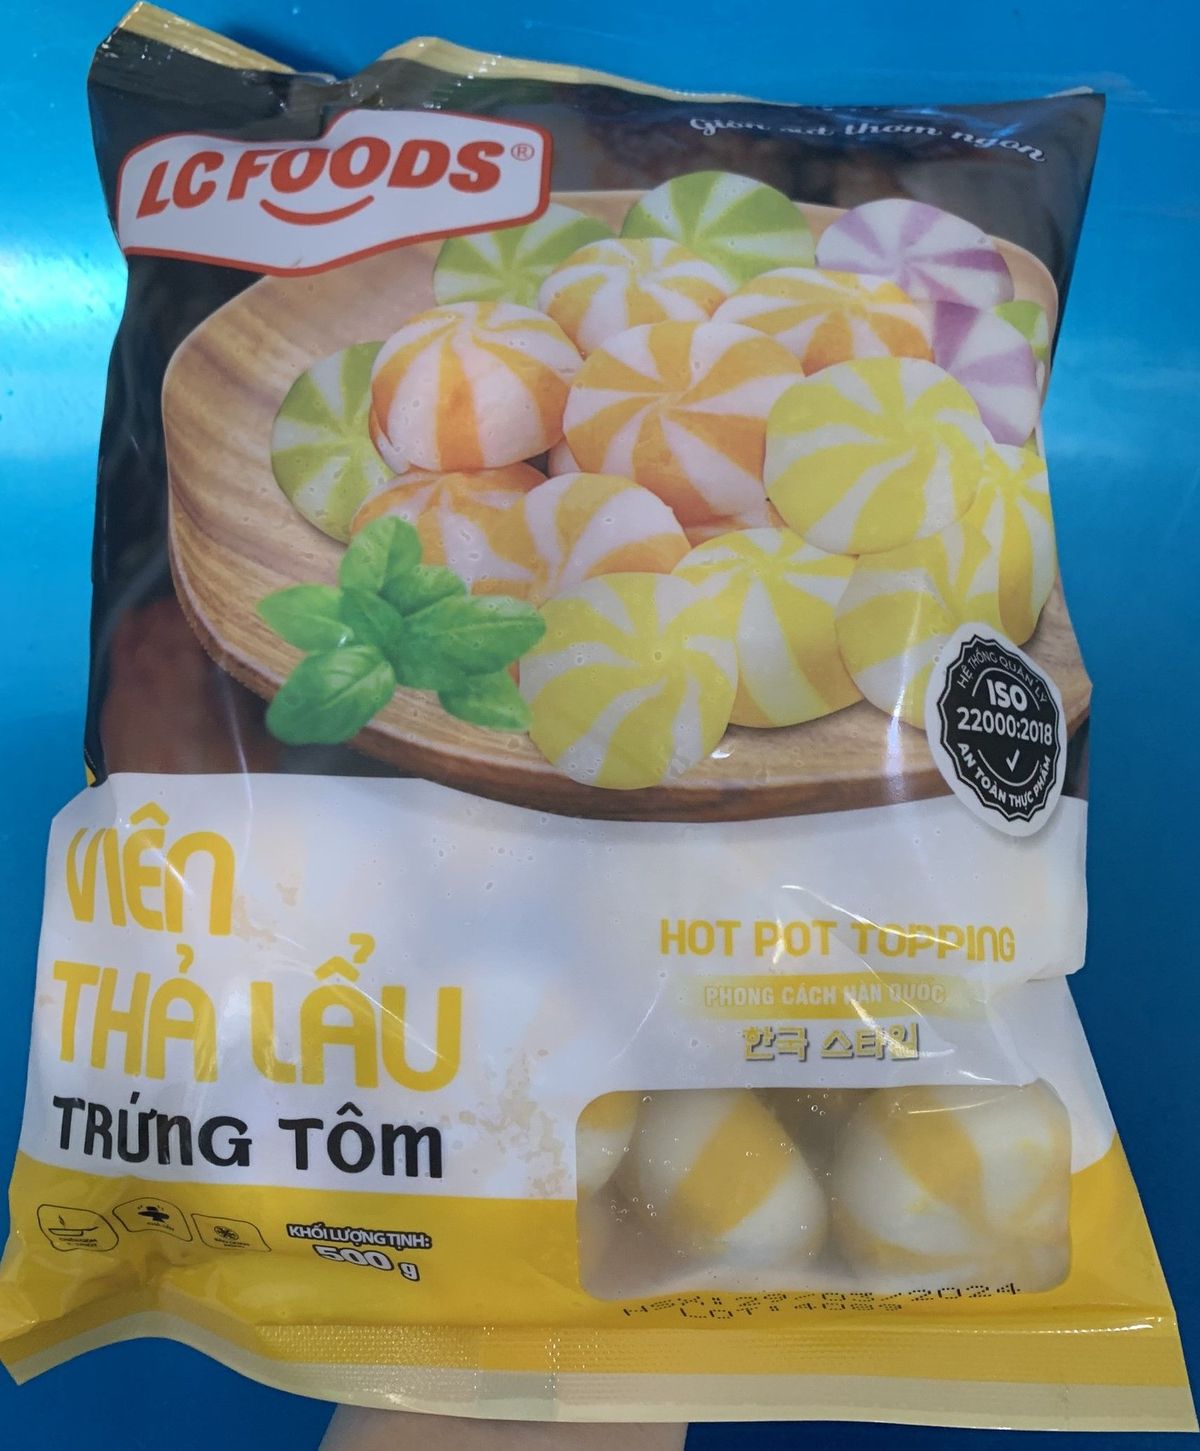 LC FOODS®
Giòn sựt thơm ngon
HỆ THỐNG QUẢN LÝ
ISO
22000:2018
AN TOÀN THỰC PHẨM
VIÊN
THẢ LẨU
TRỨNG TÔM
HOT POT TOPPING
PHONG CÁCH HÀN QUỐC
한국 스타일
KHỐI LƯỢNG TỊNH:
500 g